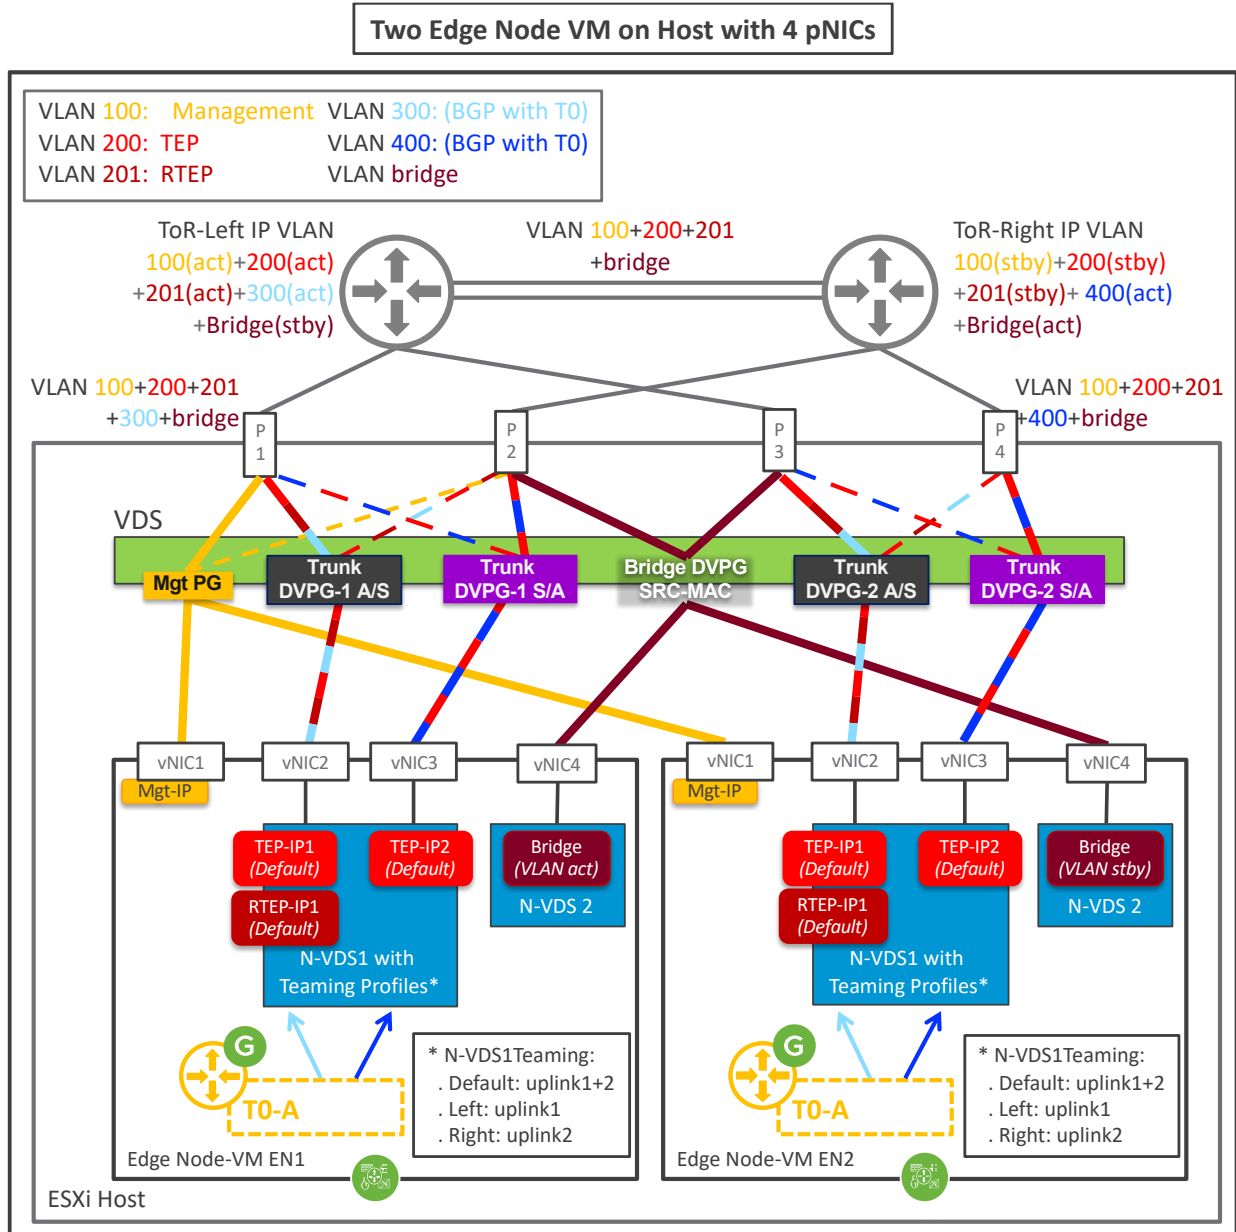 Two Edge Node VM on Host with 4 pNICs
VLAN 100: Management VLAN 300: (BGP with T0)
VLAN 200: TEP VLAN 400: (BGP with T0)
VLAN 201: RTEP VLAN bridge
ToR-Left IP VLAN
100(act)+200(act)
+201(act)+300(act)
+Bridge(stby)
VLAN 100+200+201
+bridge
ToR-Right IP VLAN
100(stby)+200(stby)
+201(stby)+ 400(act)
+Bridge(act)
VLAN 100+200+201
+300+bridge
VLAN 100+200+201
+400+bridge
P
1
P
2
P
3
P
4
VDS
Mgt PG
Trunk
DVPG-1 A/S
Trunk
DVPG-1 S/A
Bridge DVPG
SRC-MAC
Trunk
DVPG-2 A/S
Trunk
DVPG-2 S/A
vNIC1
vNIC2
vNIC3
vNIC4
Mgt-IP
TEP-IP1
(Default)
TEP-IP2
(Default)
Bridge
(VLAN act)
RTEP-IP1
(Default)
N-VDS 2
N-VDS1 with
Teaming Profiles*
G
T0-A
* N-VDS1Teaming:
. Default: uplink1+2
. Left: uplink1
. Right: uplink2
Edge Node-VM EN1
vNIC1
vNIC2
vNIC3
vNIC4
Mgt-IP
TEP-IP1
(Default)
TEP-IP2
(Default)
Bridge
(VLAN stby)
RTEP-IP1
(Default)
N-VDS 2
N-VDS1 with
Teaming Profiles*
G
T0-A
* N-VDS1Teaming:
. Default: uplink1+2
. Left: uplink1
. Right: uplink2
Edge Node-VM EN2
ESXi Host